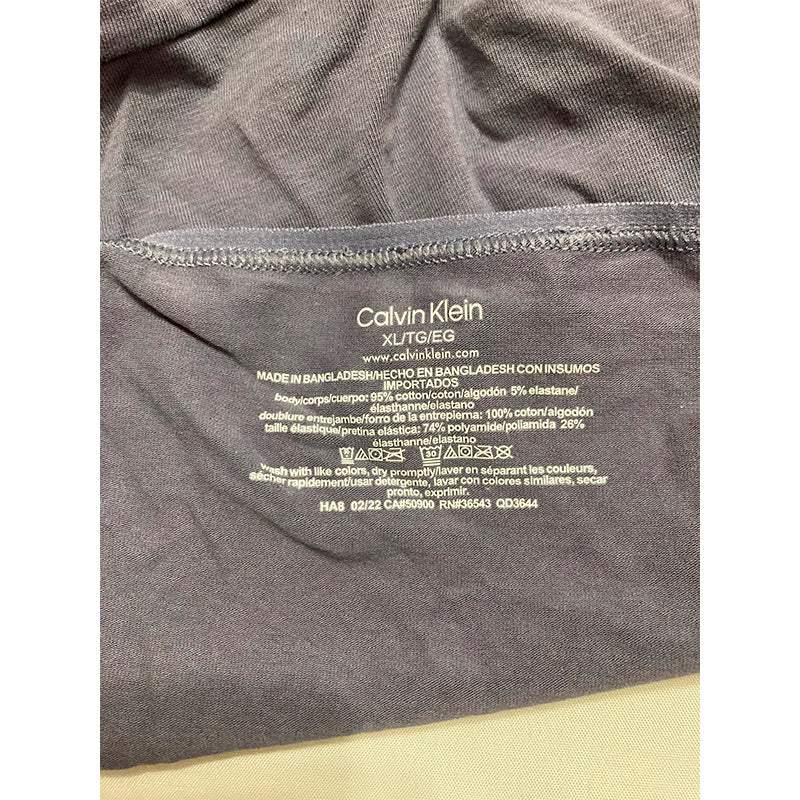 Calvin Klein
XL/TG/EG
www.calvinklein.com
MADE IN BANGLADESH/HECHO EN BANGLADESH CON INSUMOS
IMPORTADOS
body/corps/cuerpo: 95% cotton/coton/algodón 5% elastane/
élasthanne/elastano
doublure entrejambe/forro de la entrepierna: 100% coton/algodón
taille élastique/pretina elástica: 74% polyamide/poliamida 26%
élasthanne/elastano
30
wash with like colors, dry promptly/laver en séparant les couleurs,
sécher rapidement/usar detergente, lavar con colores similares, secar
pronto, exprimir.
HA8 02/22 CA#50900 RN#36543 QD3644